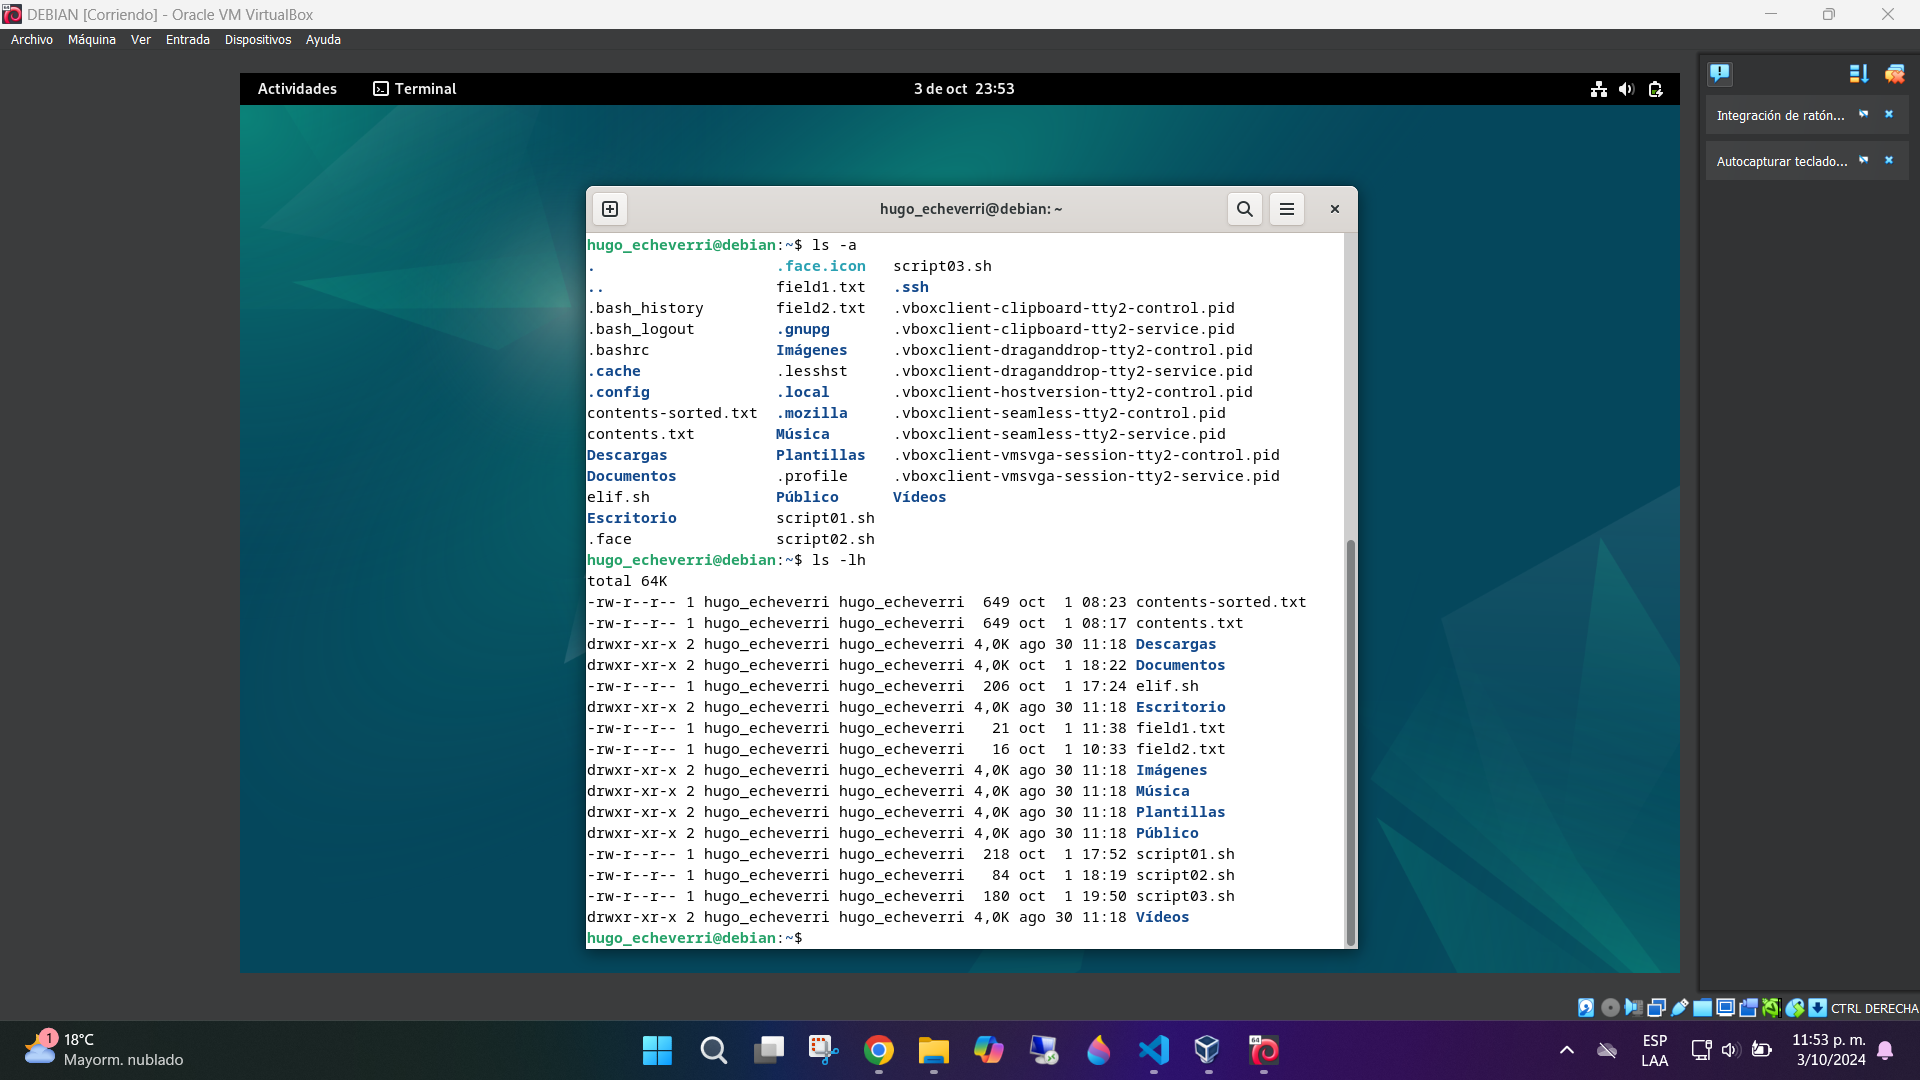 DEBIAN [Corriendo] - Oracle VM VirtualBox
Archivo Máquina Ver Entrada Dispositivos Ayuda
Actividades Terminal 3 de oct 23:53
Integración de ratón...
Autocapturar teclado...
hugo_echeverri@debian: ~
hugo_echeverri@debian:~$ ls -a
. .face.icon script03.sh
.. field1.txt .ssh
.bash_history field2.txt .vboxclient-clipboard-tty2-control.pid
.bash_logout .gnupg .vboxclient-clipboard-tty2-service.pid
.bashrc Imágenes .vboxclient-draganddrop-tty2-control.pid
.cache .lesshst .vboxclient-draganddrop-tty2-service.pid
.config .local .vboxclient-hostversion-tty2-control.pid
contents-sorted.txt .mozilla .vboxclient-seamless-tty2-control.pid
contents.txt Música .vboxclient-seamless-tty2-service.pid
Descargas Plantillas .vboxclient-vmsvga-session-tty2-control.pid
Documentos .profile .vboxclient-vmsvga-session-tty2-service.pid
elif.sh Público Vídeos
Escritorio script01.sh
.face script02.sh
hugo_echeverri@debian:~$ ls -lh
total 64K
-rw-r--r-- 1 hugo_echeverri hugo_echeverri 649 oct 1 08:23 contents-sorted.txt
-rw-r--r-- 1 hugo_echeverri hugo_echeverri 649 oct 1 08:17 contents.txt
drwxr-xr-x 2 hugo_echeverri hugo_echeverri 4,0K ago 30 11:18 Descargas
drwxr-xr-x 2 hugo_echeverri hugo_echeverri 4,0K oct 1 18:22 Documentos
-rw-r--r-- 1 hugo_echeverri hugo_echeverri 206 oct 1 17:24 elif.sh
drwxr-xr-x 2 hugo_echeverri hugo_echeverri 4,0K ago 30 11:18 Escritorio
-rw-r--r-- 1 hugo_echeverri hugo_echeverri 21 oct 1 11:38 field1.txt
-rw-r--r-- 1 hugo_echeverri hugo_echeverri 16 oct 1 10:33 field2.txt
drwxr-xr-x 2 hugo_echeverri hugo_echeverri 4,0K ago 30 11:18 Imágenes
drwxr-xr-x 2 hugo_echeverri hugo_echeverri 4,0K ago 30 11:18 Música
drwxr-xr-x 2 hugo_echeverri hugo_echeverri 4,0K ago 30 11:18 Plantillas
drwxr-xr-x 2 hugo_echeverri hugo_echeverri 4,0K ago 30 11:18 Público
-rw-r--r-- 1 hugo_echeverri hugo_echeverri 218 oct 1 17:52 script01.sh
-rw-r--r-- 1 hugo_echeverri hugo_echeverri 84 oct 1 18:19 script02.sh
-rw-r--r-- 1 hugo_echeverri hugo_echeverri 180 oct 1 19:50 script03.sh
drwxr-xr-x 2 hugo_echeverri hugo_echeverri 4,0K ago 30 11:18 Vídeos
hugo_echeverri@debian:~$
CTRL DERECHA
1 18°C
Mayorm. nublado
64
ESP
LAA
11:53 p. m.
3/10/2024